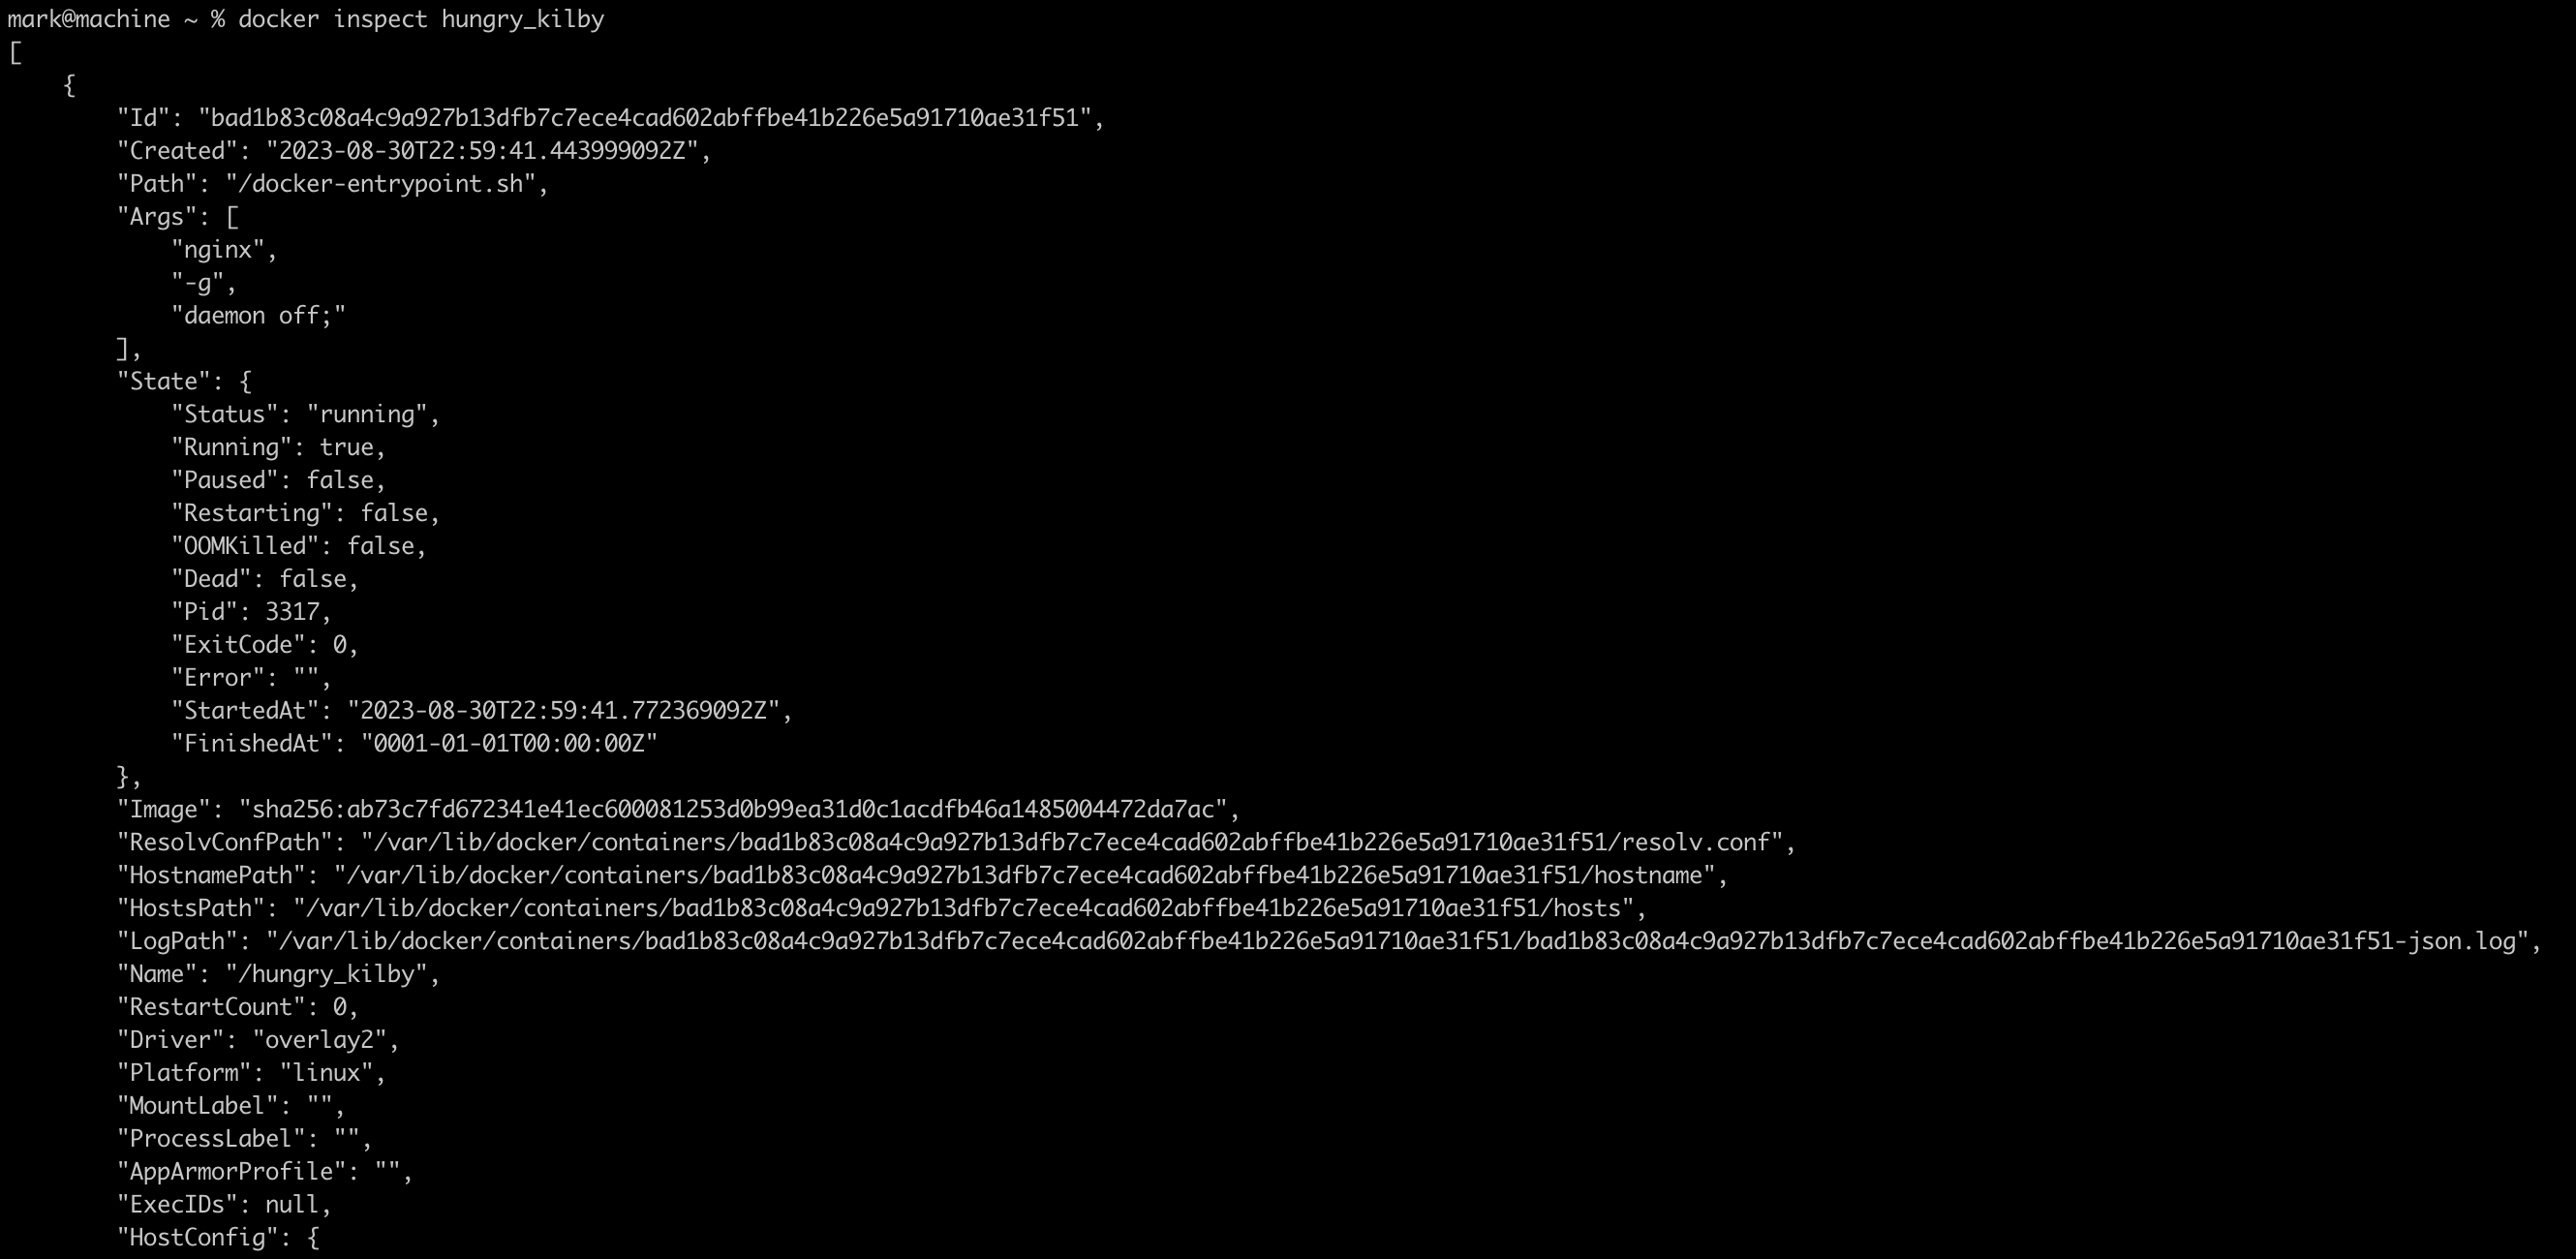 mark@machine ~ % docker inspect hungry_kilby
[
    {
        "Id": "bad1b83c08a4c9a927b13dfb7c7ece4cad602abffbe41b226e5a91710ae31f51",
        "Created": "2023-08-30T22:59:41.443999092Z",
        "Path": "/docker-entrypoint.sh",
        "Args": [
            "nginx",
            "-g",
            "daemon off;"
        ],
        "State": {
            "Status": "running",
            "Running": true,
            "Paused": false,
            "Restarting": false,
            "OOMKilled": false,
            "Dead": false,
            "Pid": 3317,
            "ExitCode": 0,
            "Error": "",
            "StartedAt": "2023-08-30T22:59:41.772369092Z",
            "FinishedAt": "0001-01-01T00:00:00Z"
        },
        "Image": "sha256:ab73c7fd672341e41ec600081253d0b99ea31d0c1acdfb46a1485004472da7ac",
        "ResolvConfPath": "/var/lib/docker/containers/bad1b83c08a4c9a927b13dfb7c7ece4cad602abffbe41b226e5a91710ae31f51/resolv.conf",
        "HostnamePath": "/var/lib/docker/containers/bad1b83c08a4c9a927b13dfb7c7ece4cad602abffbe41b226e5a91710ae31f51/hostname",
        "HostsPath": "/var/lib/docker/containers/bad1b83c08a4c9a927b13dfb7c7ece4cad602abffbe41b226e5a91710ae31f51/hosts",
        "LogPath": "/var/lib/docker/containers/bad1b83c08a4c9a927b13dfb7c7ece4cad602abffbe41b226e5a91710ae31f51/bad1b83c08a4c9a927b13dfb7c7ece4cad602abffbe41b226e5a91710ae31f51-json.log",
        "Name": "/hungry_kilby",
        "RestartCount": 0,
        "Driver": "overlay2",
        "Platform": "linux",
        "MountLabel": "",
        "ProcessLabel": "",
        "AppArmorProfile": "",
        "ExecIDs": null,
        "HostConfig": {